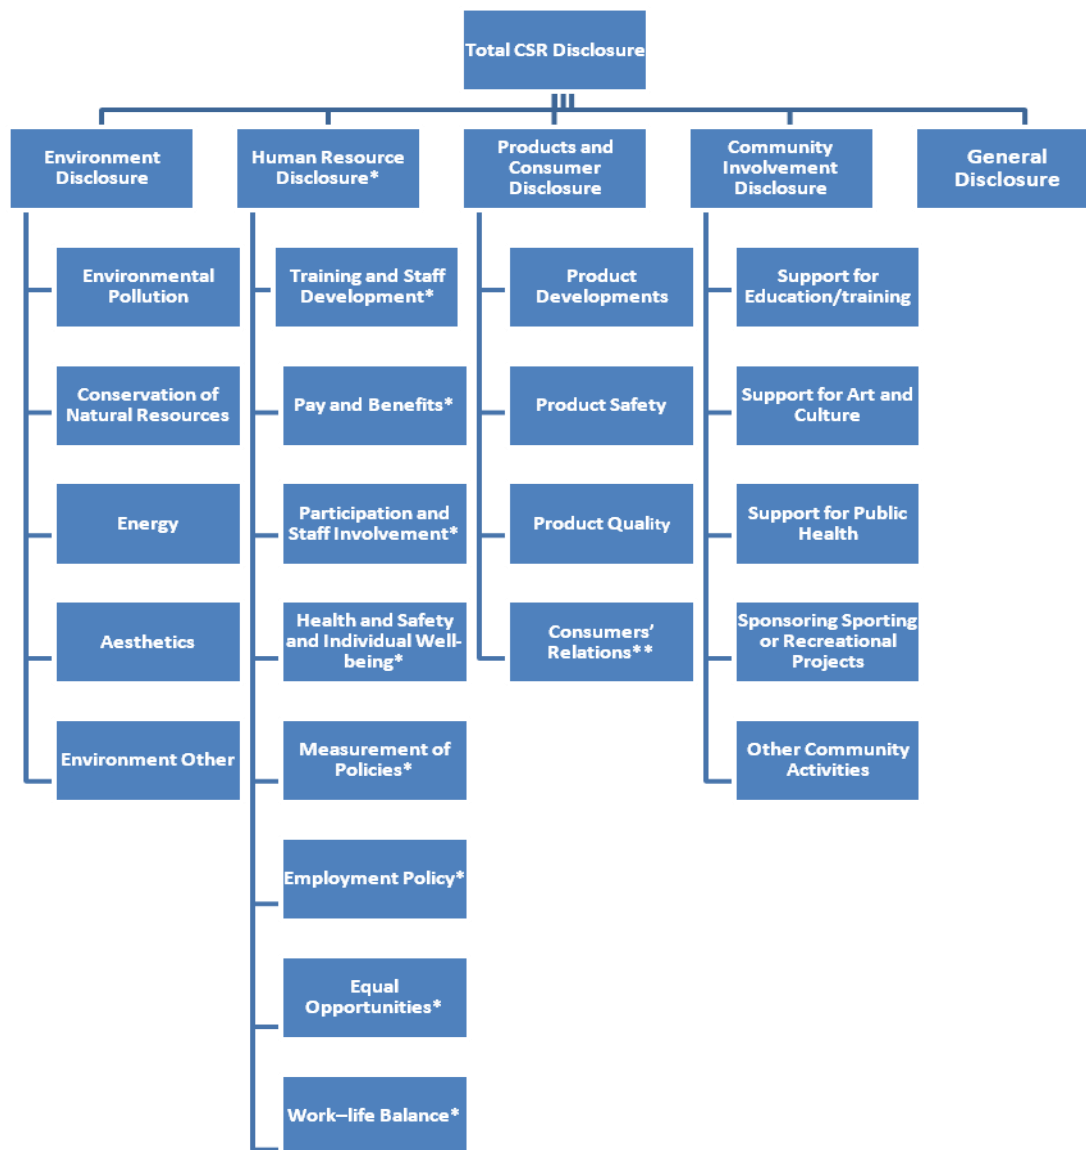 Total CSR Disclosure
Environment
Disclosure
Human Resource
Disclosure*
Products and
Consumer
Disclosure
Community
Involvement
Disclosure
General
Disclosure
Environmental
Pollution
Conservation of
Natural Resources
Energy
Aesthetics
Environment Other
Training and Staff
Development*
Pay and Benefits*
Participation and
Staff Involvement*
Health and Safety
and Individual Well-
being*
Measurement of
Policies*
Employment Policy*
Equal
Opportunities*
Work–life Balance*
Product
Developments
Product Safety
Product Quality
Consumers’
Relations**
Support for
Education/training
Support for Art and
Culture
Support for Public
Health
Sponsoring Sporting
or Recreational
Projects
Other Community
Activities